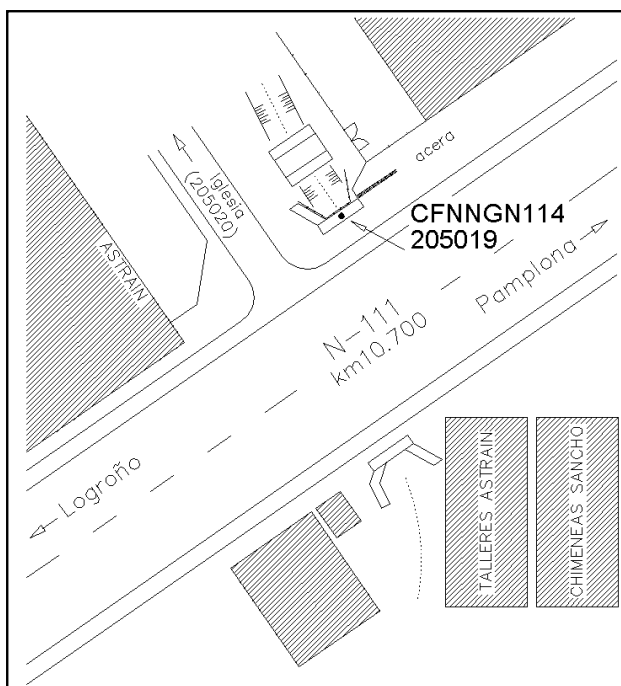 acera
iglesia
(205020)
CFNNGN114
205019
ASTRAIN
Pamplona
N-111
km10.700
Logroño
TALLERES ASTRAIN
CHIMENEAS SANCHO